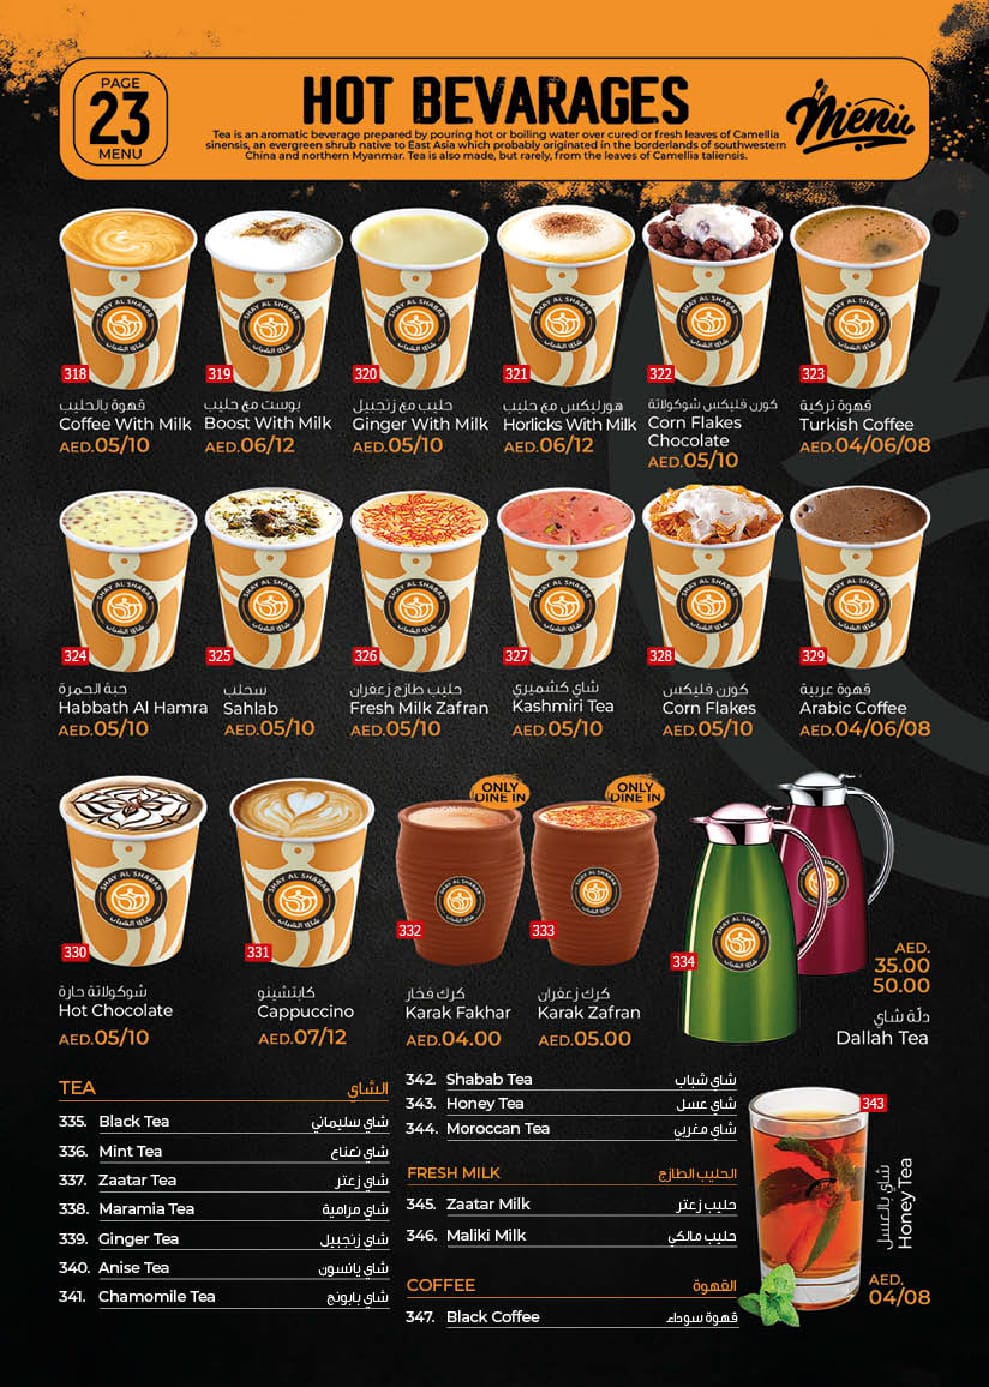 PAGE
23
MENU
HOT BEVARAGES
Tea is an aromatic beverage prepared by pouring hot or boiling water over cured or fresh leaves of Camellia
sinensis, an evergreen shrub native to East Asia which probably originated in the borderlands of southwestern
China and northern Myanmar. Tea is also made, but rarely, from the leaves of Camellia taliensis.
Menu
SHAY AL SHABAB
شاي الشباب
318
قهوة بالحليب
Coffee With Milk
AED.05/10
319
بوست مع حليب
Boost With Milk
AED.06/12
320
حليب مع زنجبيل
Ginger With Milk
AED.05/10
321
هورليكس مع حليب
Horlicks With Milk
AED.06/12
322
كورن فليكس شوكولاتة
Corn Flakes
Chocolate
AED.05/10
323
قهوة تركية
Turkish Coffee
AED.04/06/08
324
حبة الحمرة
Habbath Al Hamra
AED.05/10
325
سحلب
Sahlab
AED.05/10
326
حليب طازج زعفران
Fresh Milk Zafran
AED.05/10
327
شاي كشميري
Kashmiri Tea
AED.05/10
328
كورن فليكس
Corn Flakes
AED.05/10
329
قهوة عربية
Arabic Coffee
AED.04/06/08
330
شوكولاتة حارة
Hot Chocolate
AED.05/10
331
كابتشينو
Cappuccino
AED.07/12
ONLY
DINE IN
332
كرك فخار
Karak Fakhar
AED.04.00
ONLY
DINE IN
333
كرك زعفران
Karak Zafran
AED.05.00
334
AED.
35.00
50.00
دلّة شاي
Dallah Tea
TEA الشاي
335. Black Tea شاي سليماني
336. Mint Tea شاي نعناع
337. Zaatar Tea شاي زعتر
338. Maramia Tea شاي مرامية
339. Ginger Tea شاي زنجبيل
340. Anise Tea شاي يانسون
341. Chamomile Tea شاي بابونج
342. Shabab Tea شاي شباب
343. Honey Tea شاي عسل
344. Moroccan Tea شاي مغربي
FRESH MILK الحليب الطازج
345. Zaatar Milk حليب زعتر
346. Maliki Milk حليب مالكي
COFFEE القهوة
347. Black Coffee قهوة سوداء
343
شاي بالعسل
Honey Tea
AED.
04/08